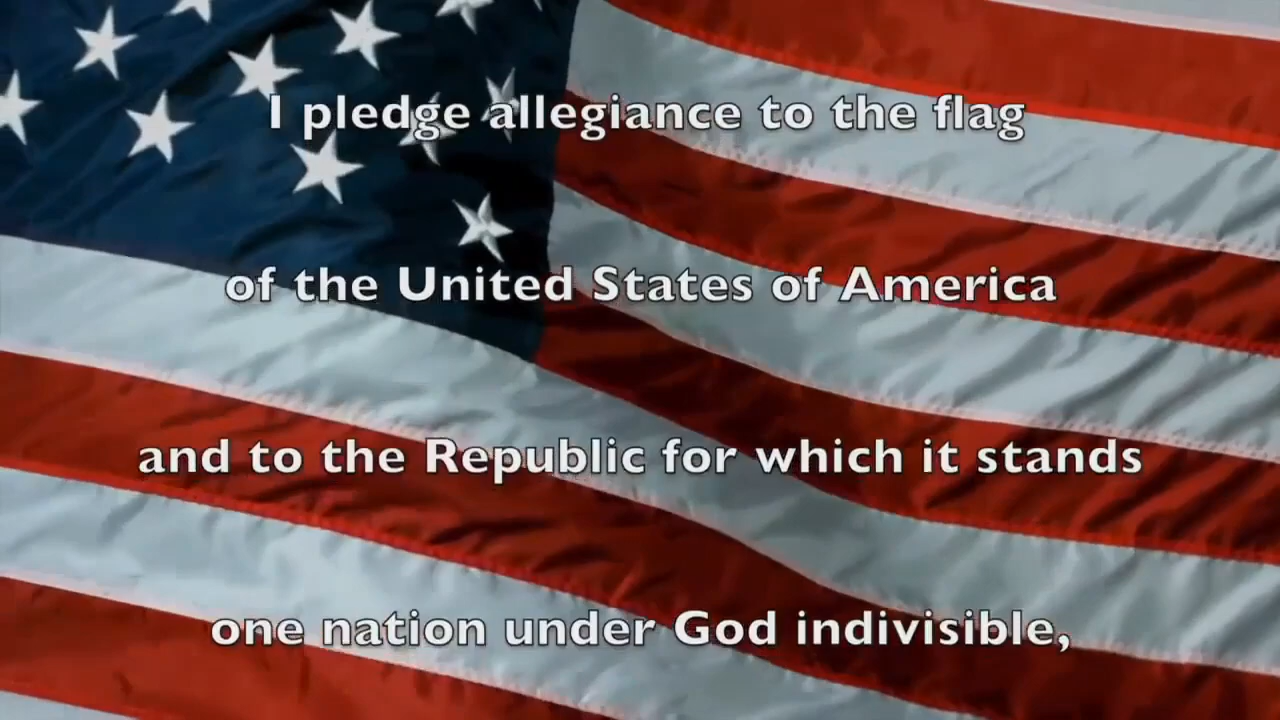 I pledge allegiance to the flag
of the United States of America
and to the Republic for which it stands
one nation under God indivisible,